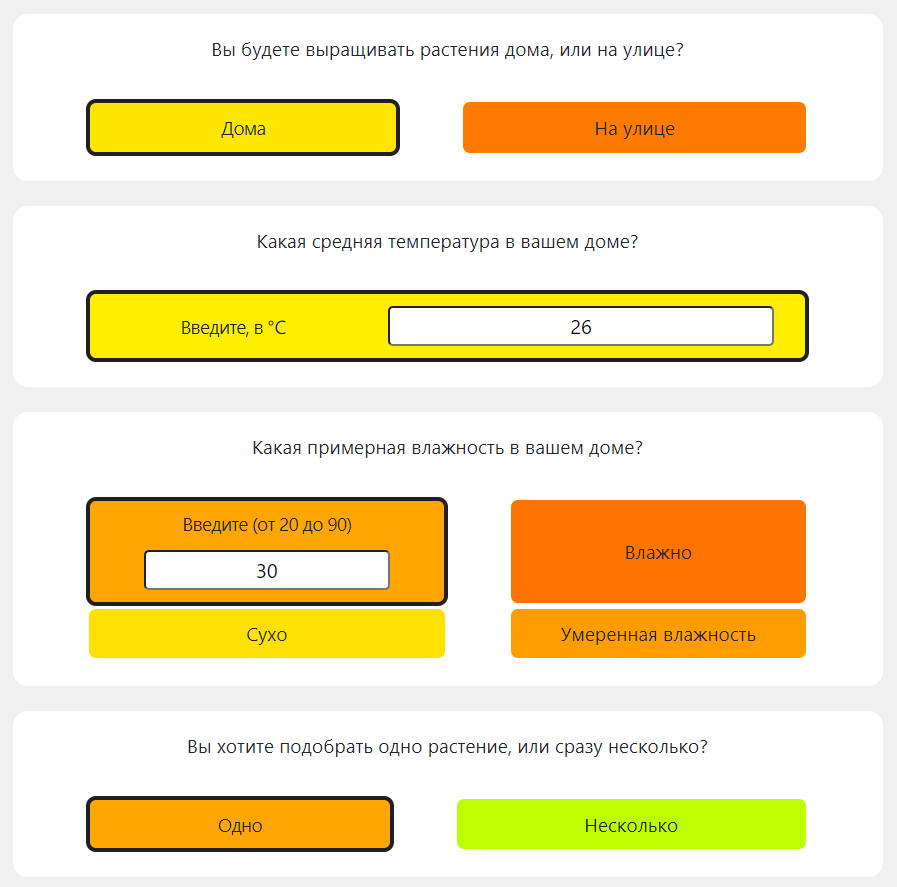 Вы будете выращивать растения дома, или на улице?
Дома
На улице
Какая средняя температура в вашем доме?
Введите, в °C
26
Какая примерная влажность в вашем доме?
Введите (от 20 до 90)
30
Влажно
Сухо
Умеренная влажность
Вы хотите подобрать одно растение, или сразу несколько?
Одно
Несколько